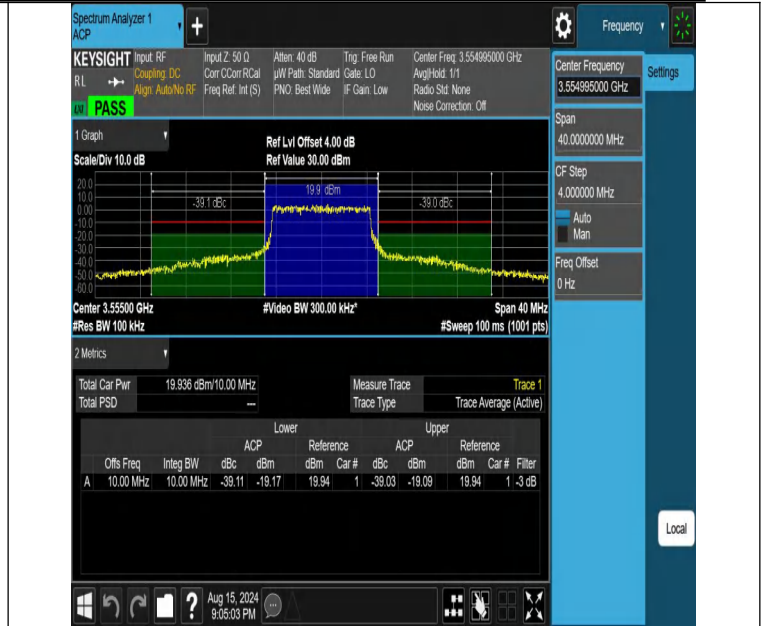 Spectrum Analyzer 1
ACP
+
Frequency
KEYSIGHT Input: RF Input Z: 50 Ω Atten: 40 dB Trig: Free Run Center Freq: 3.554995000 GHz
RL Coupling: DC Corr CCorr RCal µW Path: Standard Gate: LO Avg|Hold: 1/1
Align: Auto/No RF Freq Ref: Int (S) PNO: Best Wide IF Gain: Low Radio Std: None
PASS Noise Correction: Off
Center Frequency
3.554995000 GHz
Settings
Span
40.0000000 MHz
CF Step
4.000000 MHz
Auto
Man
Freq Offset
0 Hz
Local
1 Graph
Ref Lvl Offset 4.00 dB
Scale/Div 10.0 dB Ref Value 30.00 dBm
20.0
10.0
0.00
-10.0
-20.0
-30.0
-40.0
-50.0
-60.0
-39.1 dBc 19.9 dBm -39.0 dBc
Center 3.55500 GHz #Video BW 300.00 kHz* Span 40 MHz
#Res BW 100 kHz #Sweep 100 ms (1001 pts)
2 Metrics
Total Car Pwr 19.936 dBm/10.00 MHz Measure Trace Trace 1
Total PSD --- Trace Type Trace Average (Active)
Lower Upper
ACP Reference ACP Reference
Offs Freq Integ BW dBc dBm dBm Car # dBc dBm dBm Car # Filter
A 10.00 MHz 10.00 MHz -39.11 -19.17 19.94 1 -39.03 -19.09 19.94 1 -3 dB
? Aug 15, 2024
9:05:03 PM